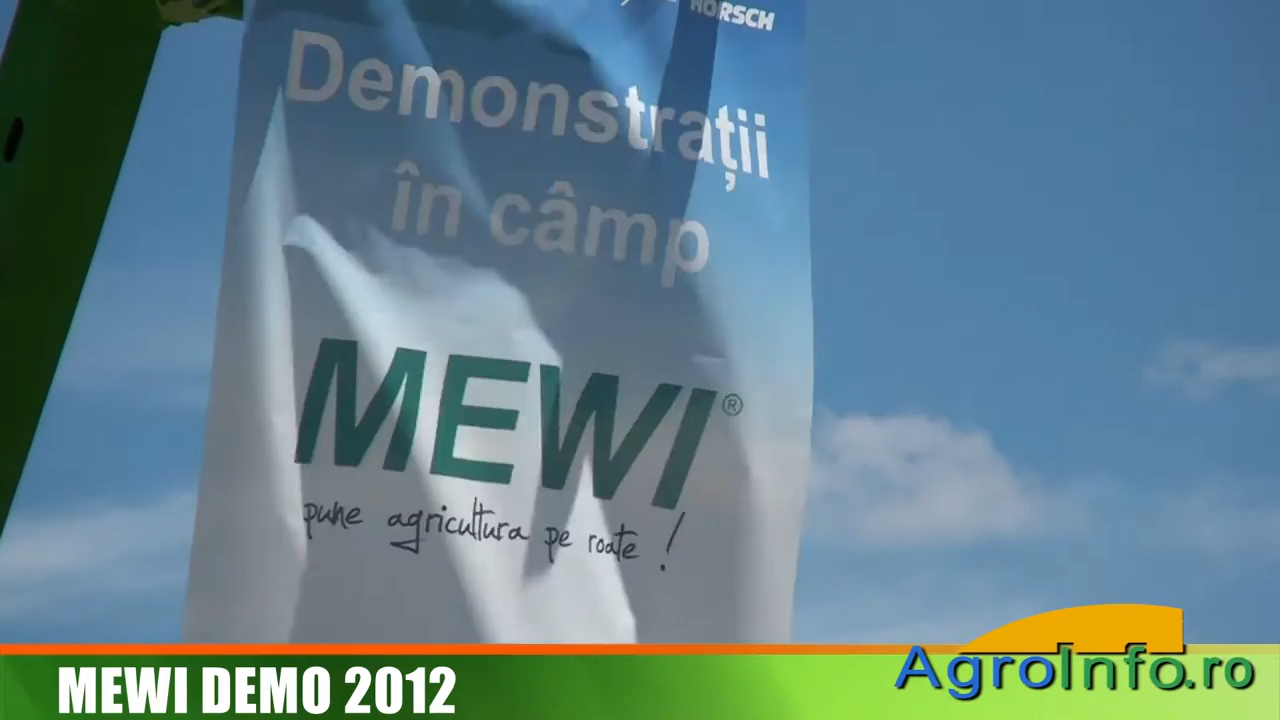 HORSCH
Demonstrații
în câmp
MEWI®
pune agricultura pe roate !
MEWI DEMO 2012
AgroInfo.ro